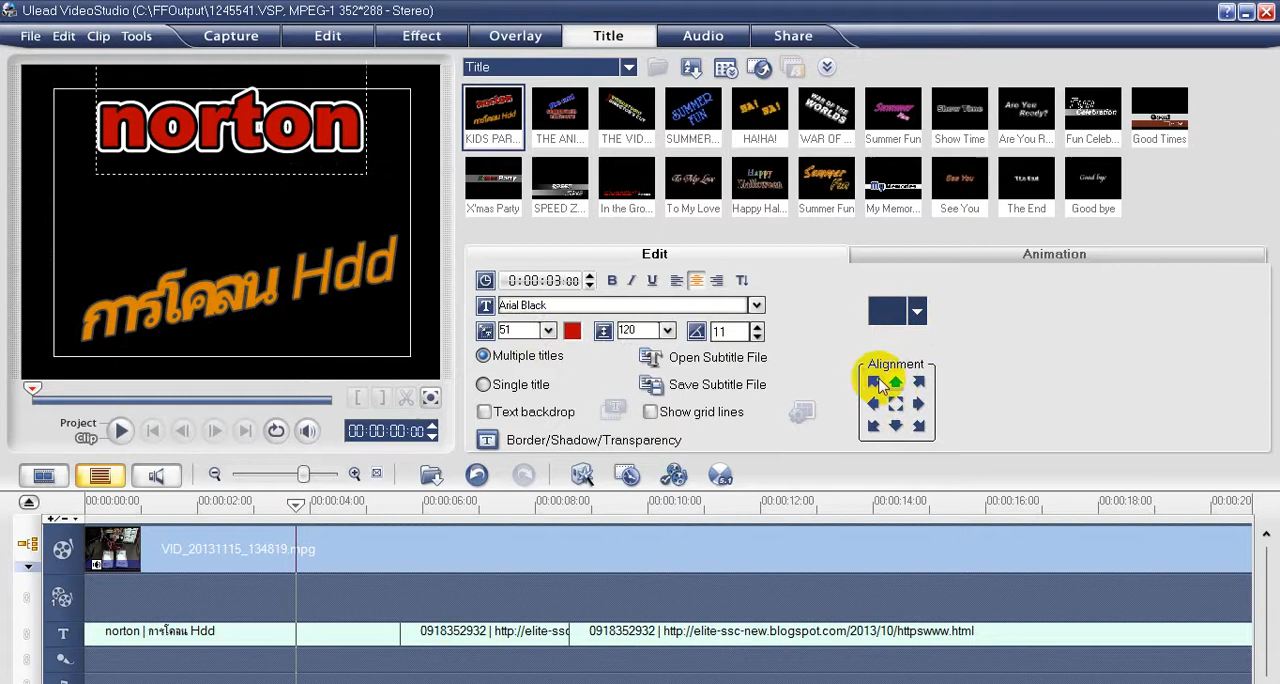 Ulead VideoStudio (C:\FFOutput\1245541.VSP, MPEG-1 352*288 - Stereo)
File Edit Clip Tools Capture Edit Effect Overlay Title Audio Share
Title
norton
การโคลน Hdd
KIDS PAR... THE ANI... THE VID... SUMMER... HA!HA! WAR OF ... Summer Fun Show Time Are You R... Fun Celeb... Good Times
X'mas Party SPEED Z... In the Gro... To My Love Happy Hal... Summer Fun My Memor... See You The End Good bye
Edit Animation
0:00:03:00
B I U
Arial Black
51 120 11
Multiple titles Open Subtitle File
Single title Save Subtitle File
Text backdrop Show grid lines
Border/Shadow/Transparency
Alignment
Project
Clip
00:00:00:00
00:00:00:00 00:00:02:00 00:00:04:00 00:00:06:00 00:00:08:00 00:00:10:00 00:00:12:00 00:00:14:00 00:00:16:00 00:00:18:00 00:00:20
VID_20131115_134819.mpg
norton | การโคลน Hdd 0918352932 | http://elite-ssc 0918352932 | http://elite-ssc-new.blogspot.com/2013/10/httpswww.html